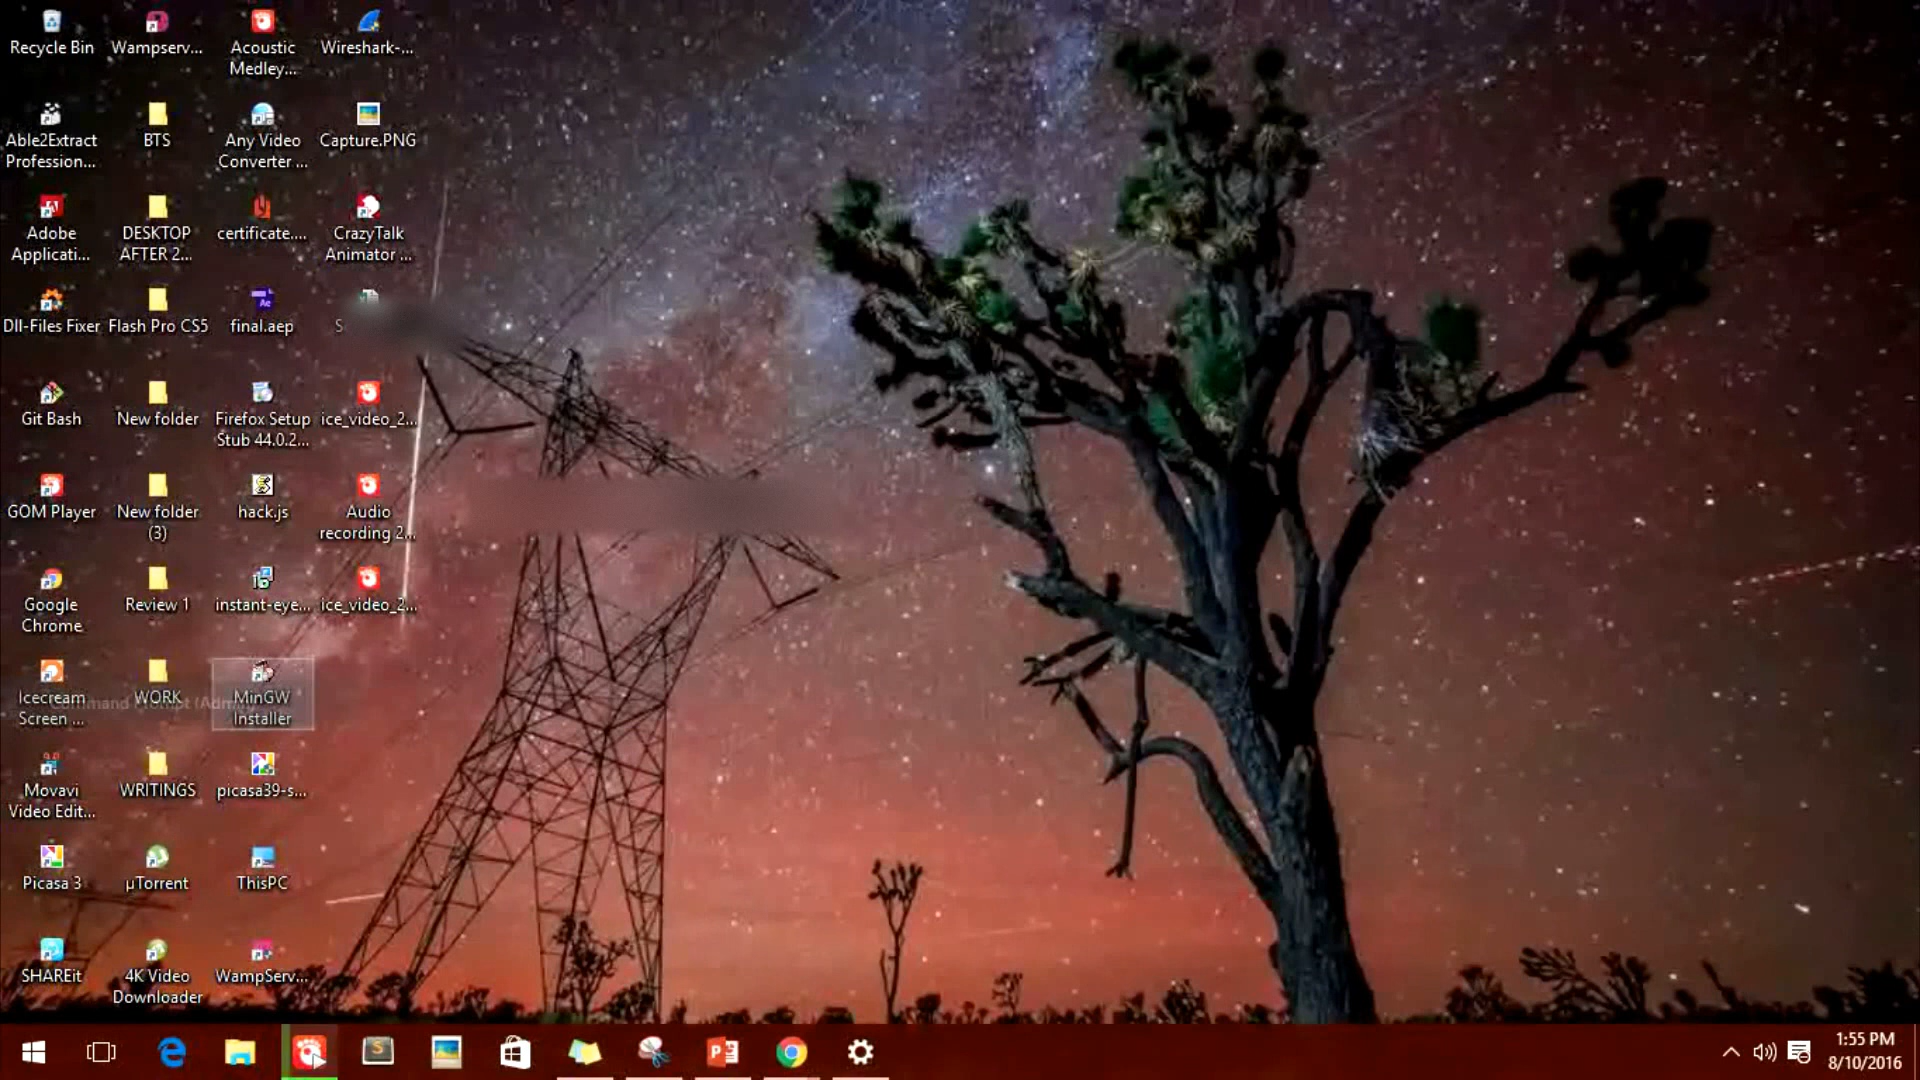 Recycle Bin
Wampserv...
Acoustic
Medley...
Wireshark-...
Able2Extract
Profession...
BTS
Any Video
Converter ...
Capture.PNG
Adobe
Applicati...
DESKTOP
AFTER 2...
certificate....
CrazyTalk
Animator ...
Dll-Files Fixer
Flash Pro CS5
final.aep
S
Git Bash
New folder
Firefox Setup
Stub 44.0.2...
ice_video_2...
GOM Player
New folder
(3)
hack.js
Audio
recording 2...
Google
Chrome
Review 1
instant-eye...
ice_video_2...
Icecream
Screen ...
WORK
MinGW
Installer
Command Prompt (Admin)
Movavi
Video Edit...
WRITINGS
picasa39-s...
Picasa 3
µTorrent
ThisPC
SHAREit
4K Video
Downloader
WampServ...
1:55 PM
8/10/2016